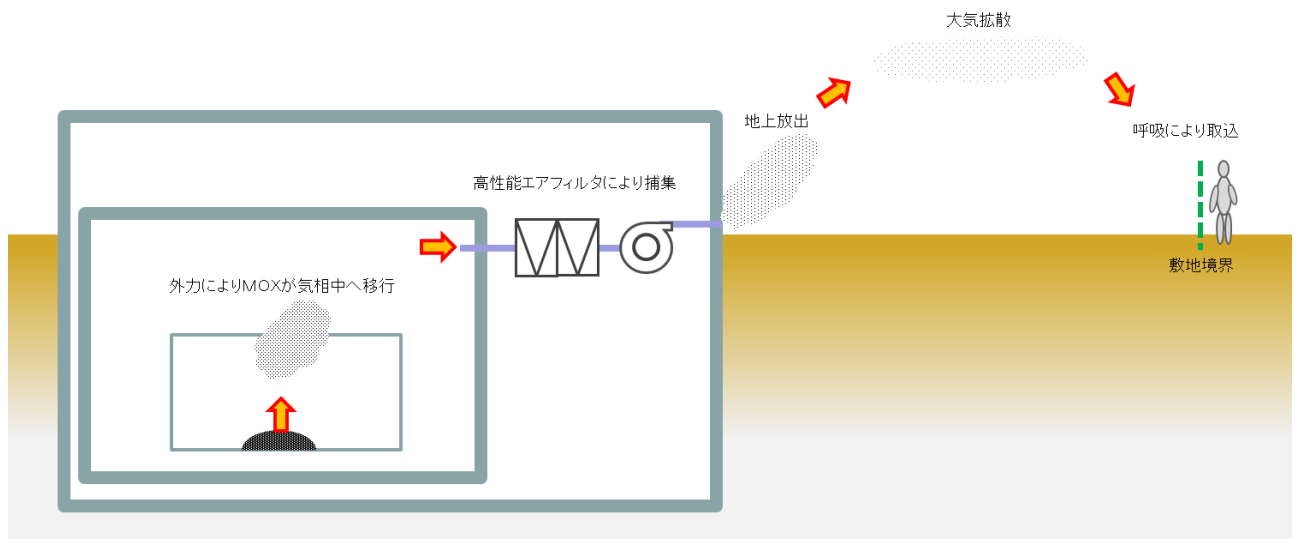 大気拡散
地上放出
呼吸により取込
高性能エアフィルタにより捕集
敷地境界
外力によりMOXが気相中へ移行